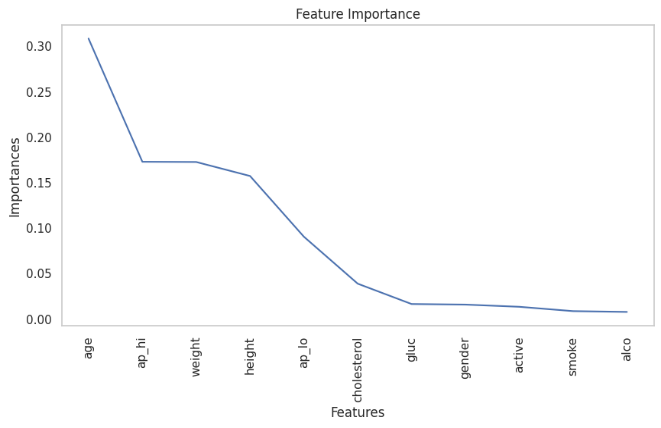 Feature Importance
Importances
0.30
0.25
0.20
0.15
0.10
0.05
0.00
age
ap_hi
weight
height
ap_lo
cholesterol
gluc
gender
active
smoke
alco
Features